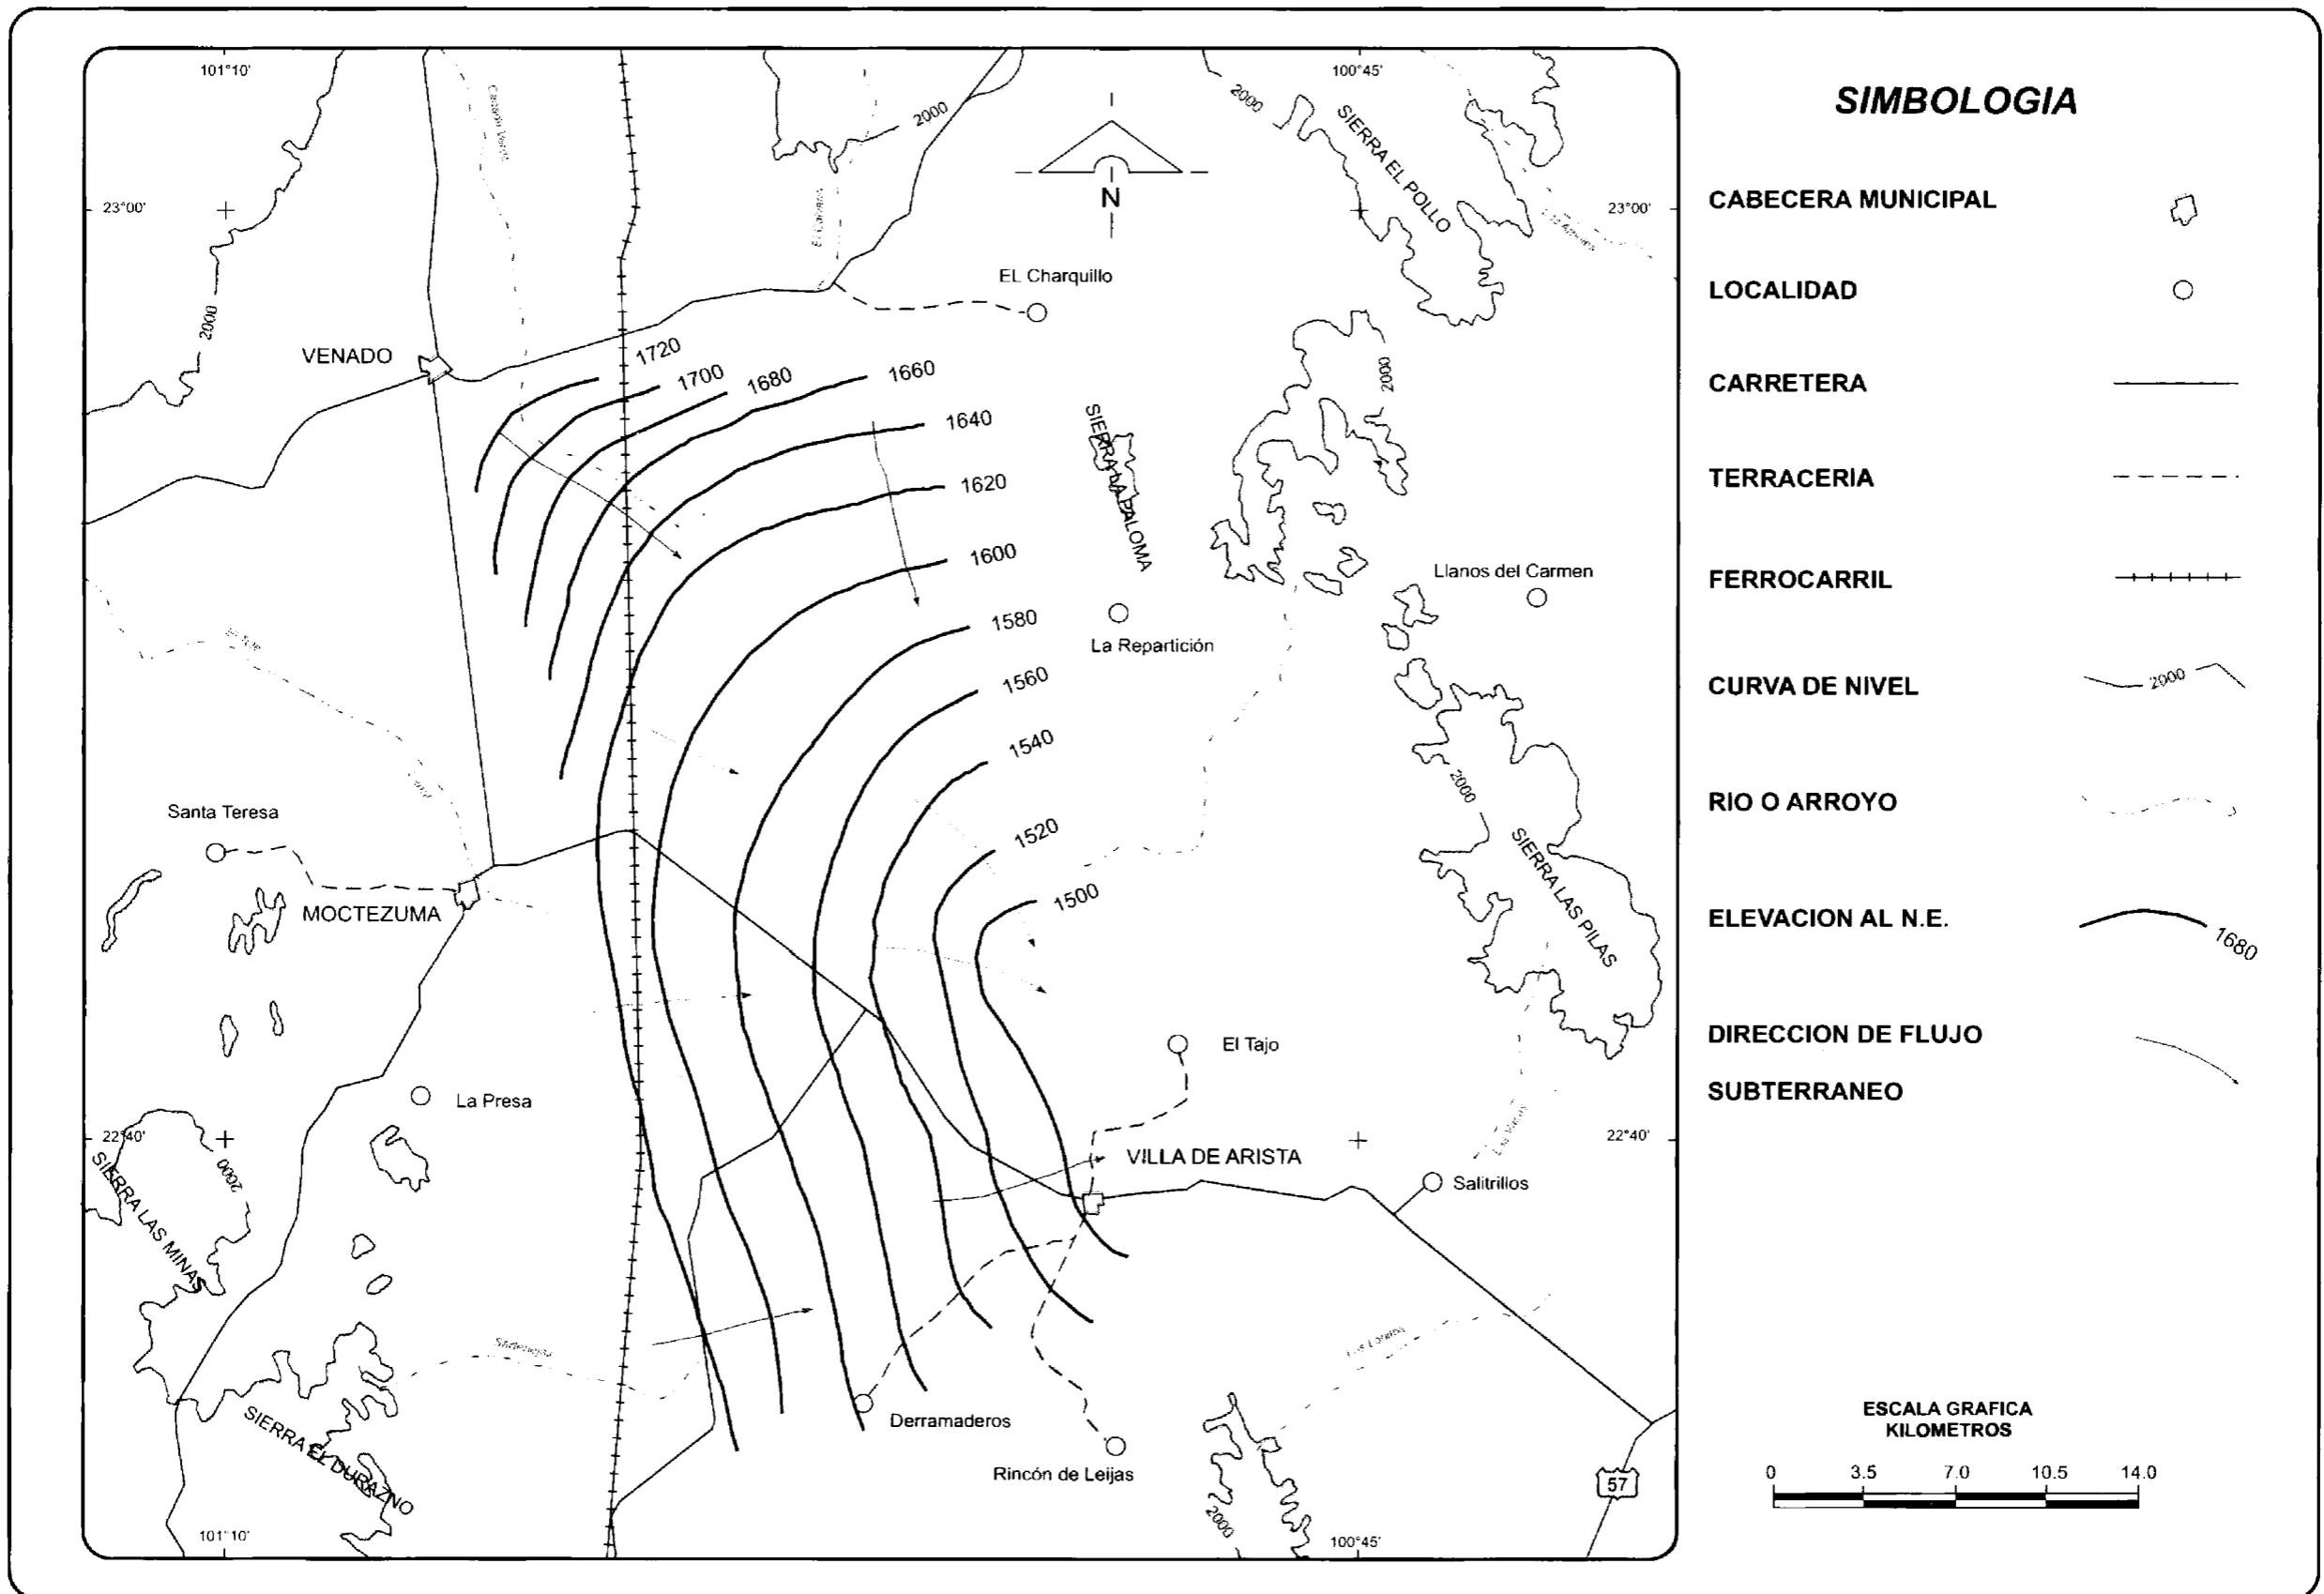 101°10'
100°45'
2000
2000
SIERRA EL POLLO
23°00'
23°00'
2000
EL Charquillo
VENADO
1720
1700
1680
1660
1640
1620
1600
1580
1560
1540
1520
1500
2000
SIERRA LA PALOMA
Llanos del Carmen
La Repartición
Santa Teresa
MOCTEZUMA
2000
SIERRA LAS PILAS
El Tajo
La Presa
22°40'
22°40'
VILLA DE ARISTA
Salitrillos
2000
SIERRA LAS MINAS
SIERRA EL DURAZNO
Derramaderos
Rincón de Leijas
2000
57
101°10'
100°45'
N
SIMBOLOGIA
CABECERA MUNICIPAL
LOCALIDAD
CARRETERA
TERRACERIA
FERROCARRIL
CURVA DE NIVEL
2000
RIO O ARROYO
ELEVACION AL N.E.
1680
DIRECCION DE FLUJO
SUBTERRANEO
ESCALA GRAFICA
KILOMETROS
0 3.5 7.0 10.5 14.0